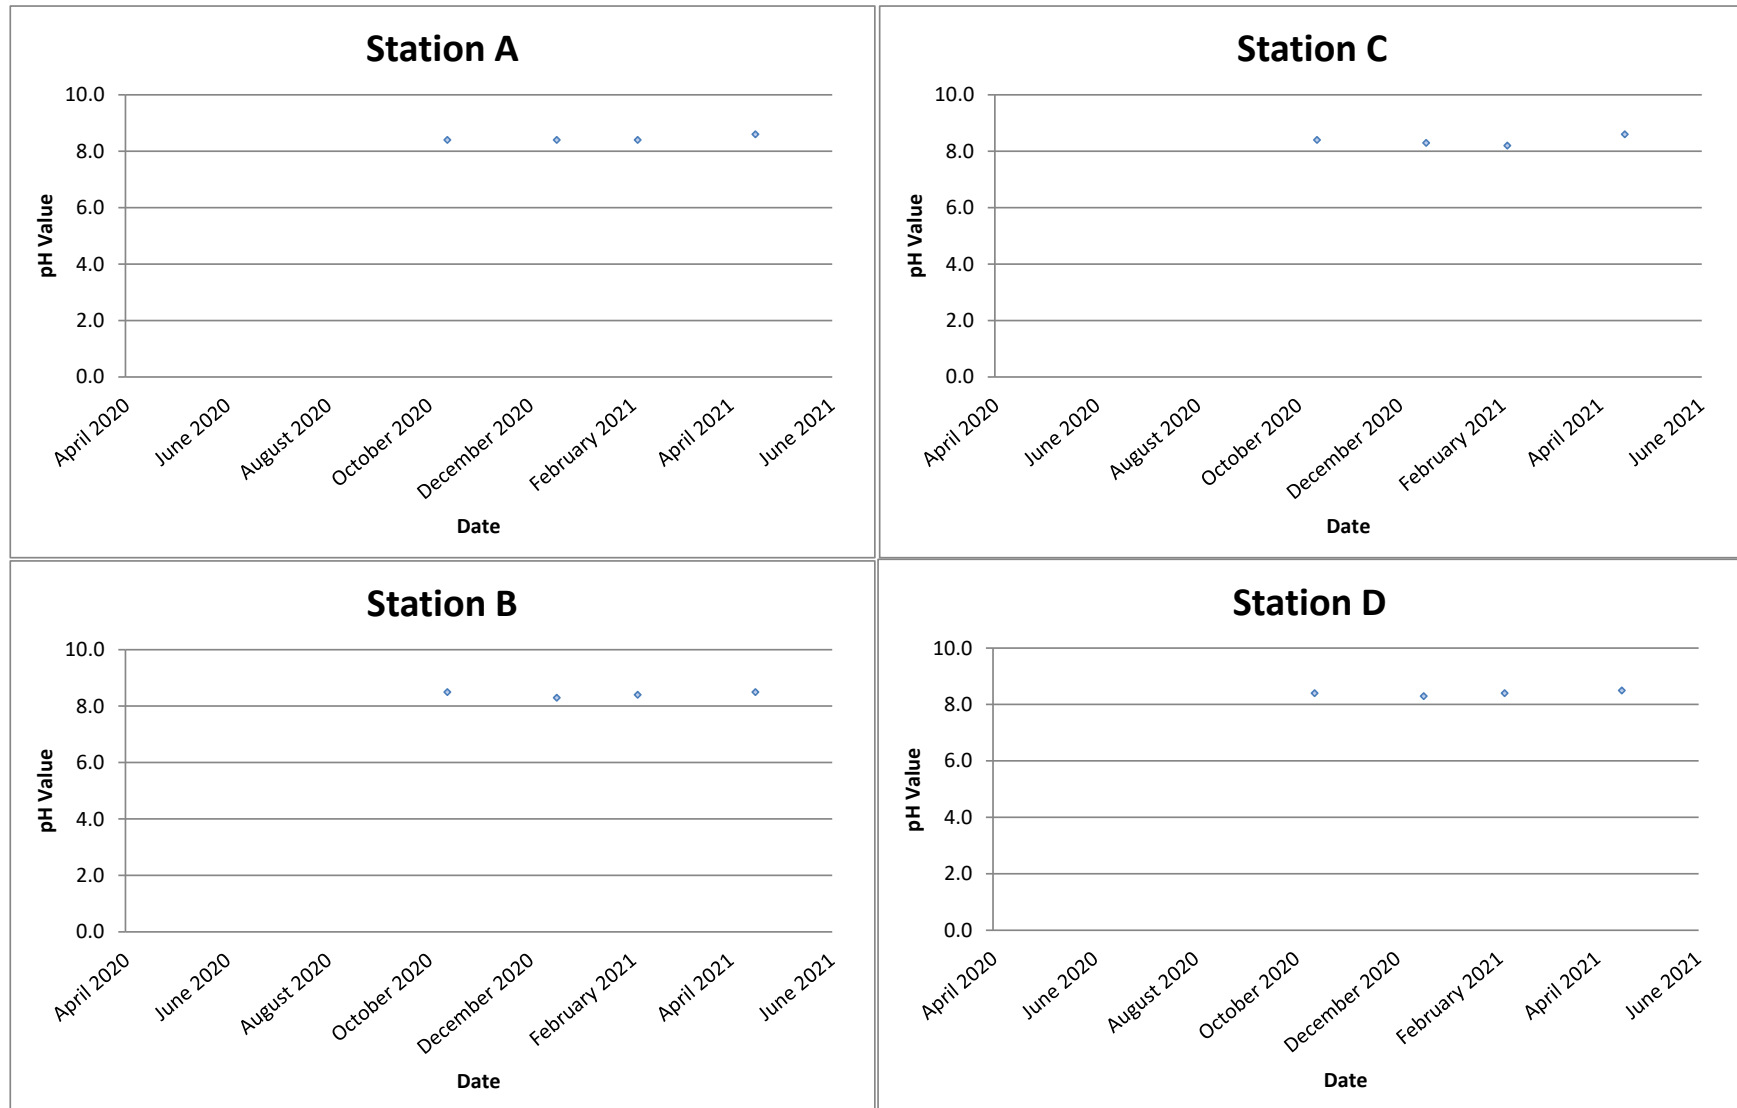 Station A
10.0
8.0
6.0
4.0
2.0
0.0
pH Value
April 2020
June 2020
August 2020
October 2020
December 2020
February 2021
April 2021
June 2021
Date
Station C
10.0
8.0
6.0
4.0
2.0
0.0
pH Value
April 2020
June 2020
August 2020
October 2020
December 2020
February 2021
April 2021
June 2021
Date
Station B
10.0
8.0
6.0
4.0
2.0
0.0
pH Value
April 2020
June 2020
August 2020
October 2020
December 2020
February 2021
April 2021
June 2021
Date
Station D
10.0
8.0
6.0
4.0
2.0
0.0
pH Value
April 2020
June 2020
August 2020
October 2020
December 2020
February 2021
April 2021
June 2021
Date